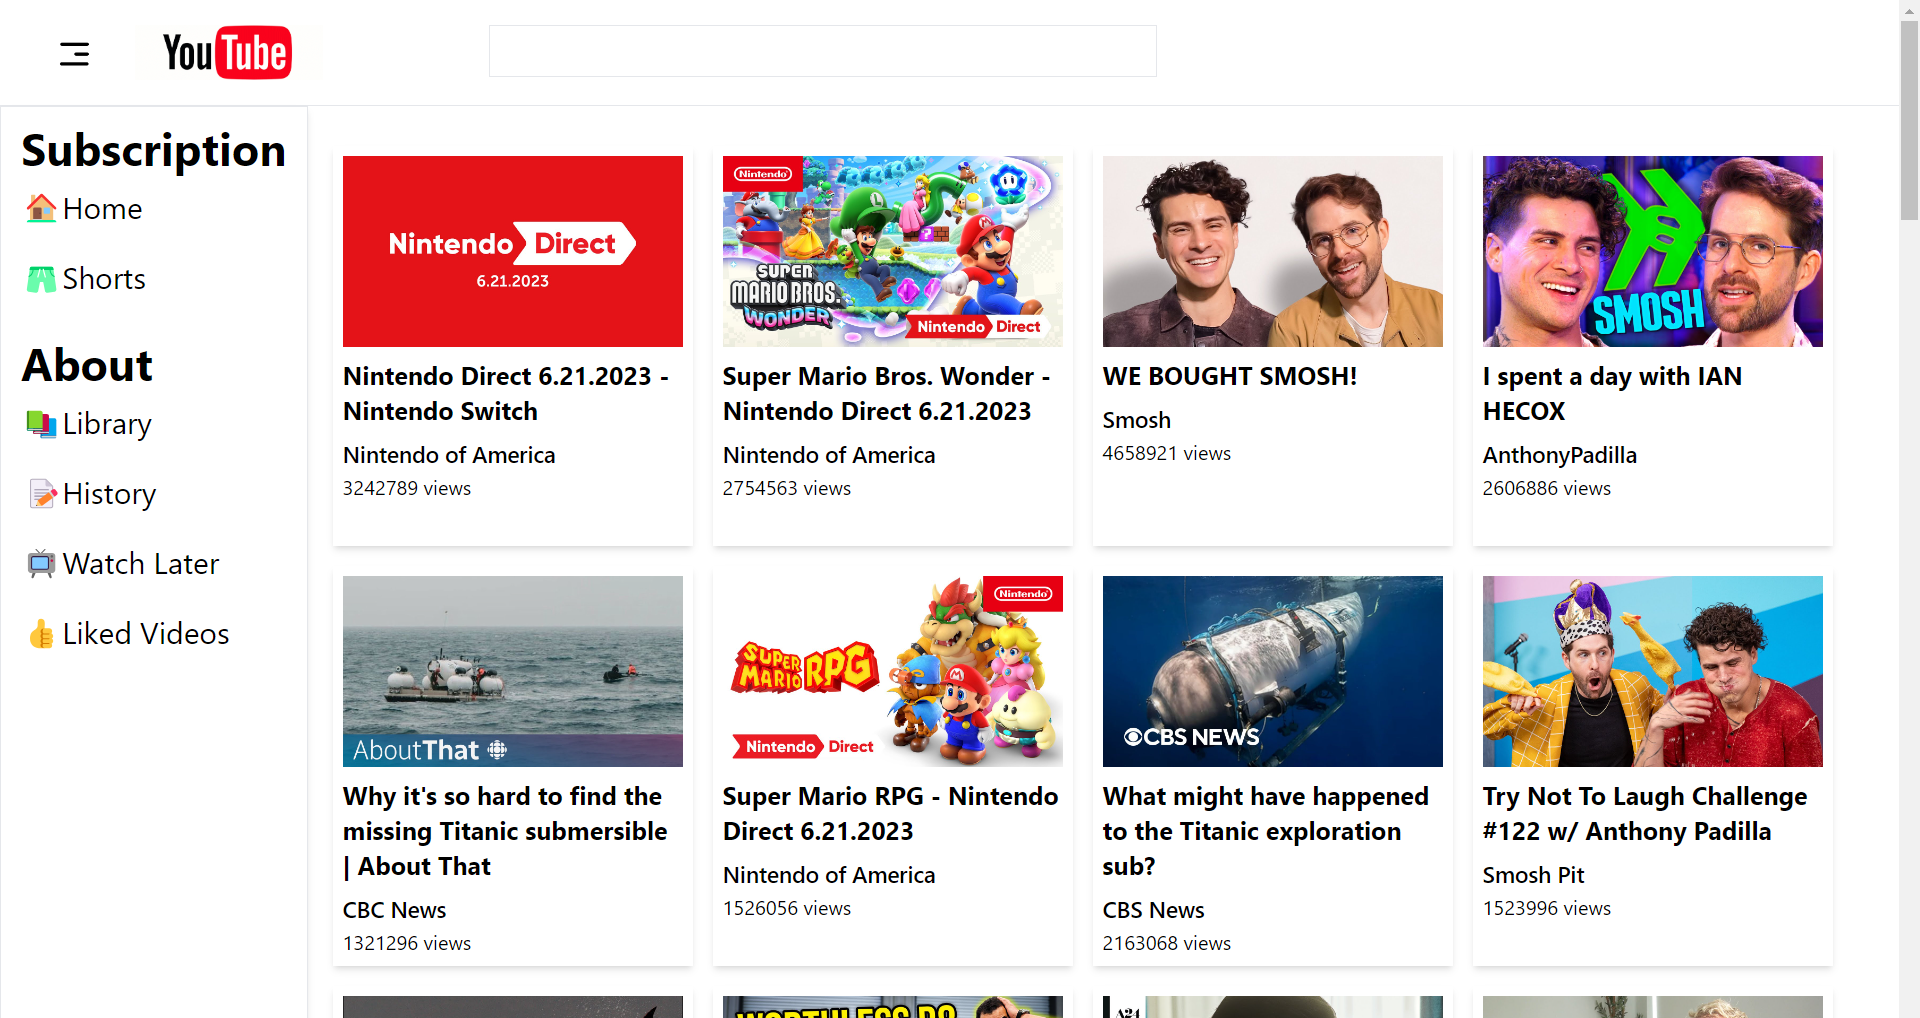 YouTube
Subscription
Home
Shorts
About
Library
History
Watch Later
Liked Videos
Nintendo Direct
6.21.2023
Nintendo Direct 6.21.2023 -
Nintendo Switch
Nintendo of America
3242789 views
Nintendo
SUPER
MARIO BROS.
WONDER
Nintendo Direct
Super Mario Bros. Wonder -
Nintendo Direct 6.21.2023
Nintendo of America
2754563 views
WE BOUGHT SMOSH!
Smosh
4658921 views
SMOSH
I spent a day with IAN
HECOX
AnthonyPadilla
2606886 views
AboutThat
Why it's so hard to find the
missing Titanic submersible
| About That
CBC News
1321296 views
Nintendo
SUPER
MARIO RPG
Nintendo Direct
Super Mario RPG - Nintendo
Direct 6.21.2023
Nintendo of America
1526056 views
CBS NEWS
What might have happened
to the Titanic exploration
sub?
CBS News
2163068 views
Try Not To Laugh Challenge
#122 w/ Anthony Padilla
Smosh Pit
1523996 views
A24